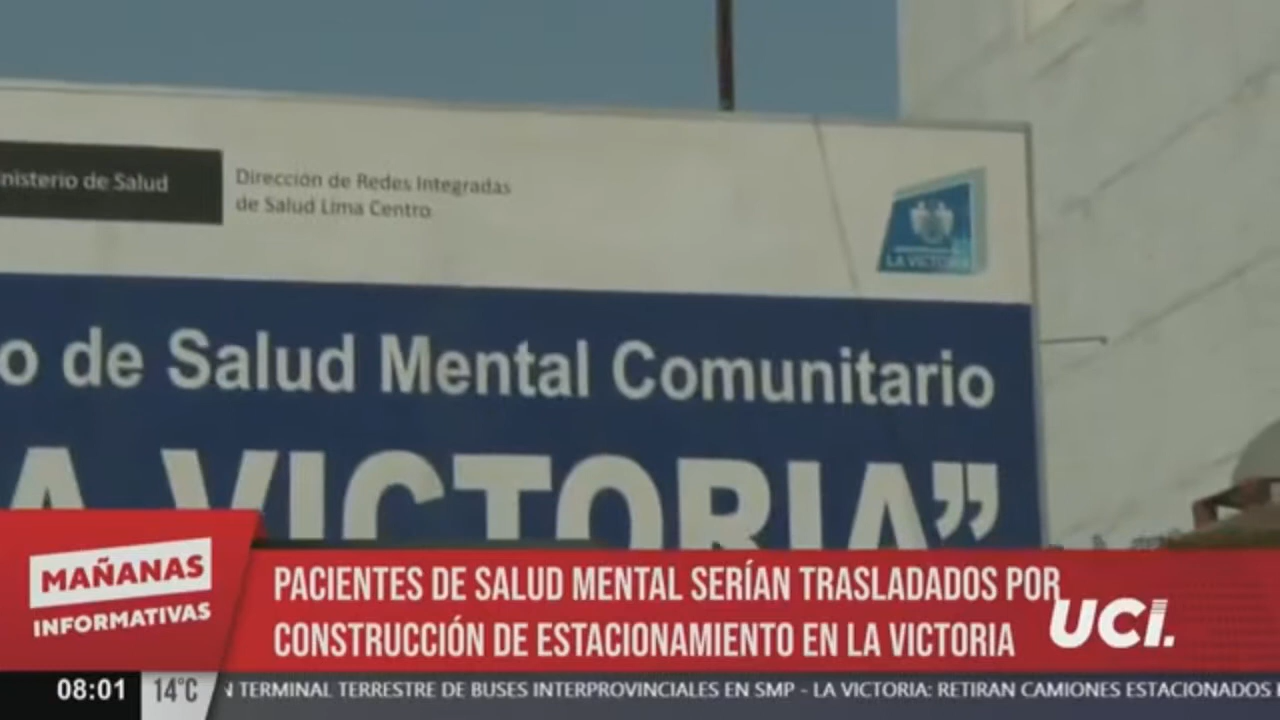 nisterio de Salud
Dirección de Redes Integradas
de Salud Lima Centro
LA VICTORIA
o de Salud Mental Comunitario
A VICTORIA”
MAÑANAS
INFORMATIVAS
PACIENTES DE SALUD MENTAL SERÍAN TRASLADADOS POR
CONSTRUCCIÓN DE ESTACIONAMIENTO EN LA VICTORIA
UCI.
08:01
14°C
N TERMINAL TERRESTRE DE BUSES INTERPROVINCIALES EN SMP - LA VICTORIA: RETIRAN CAMIONES ESTACIONADOS